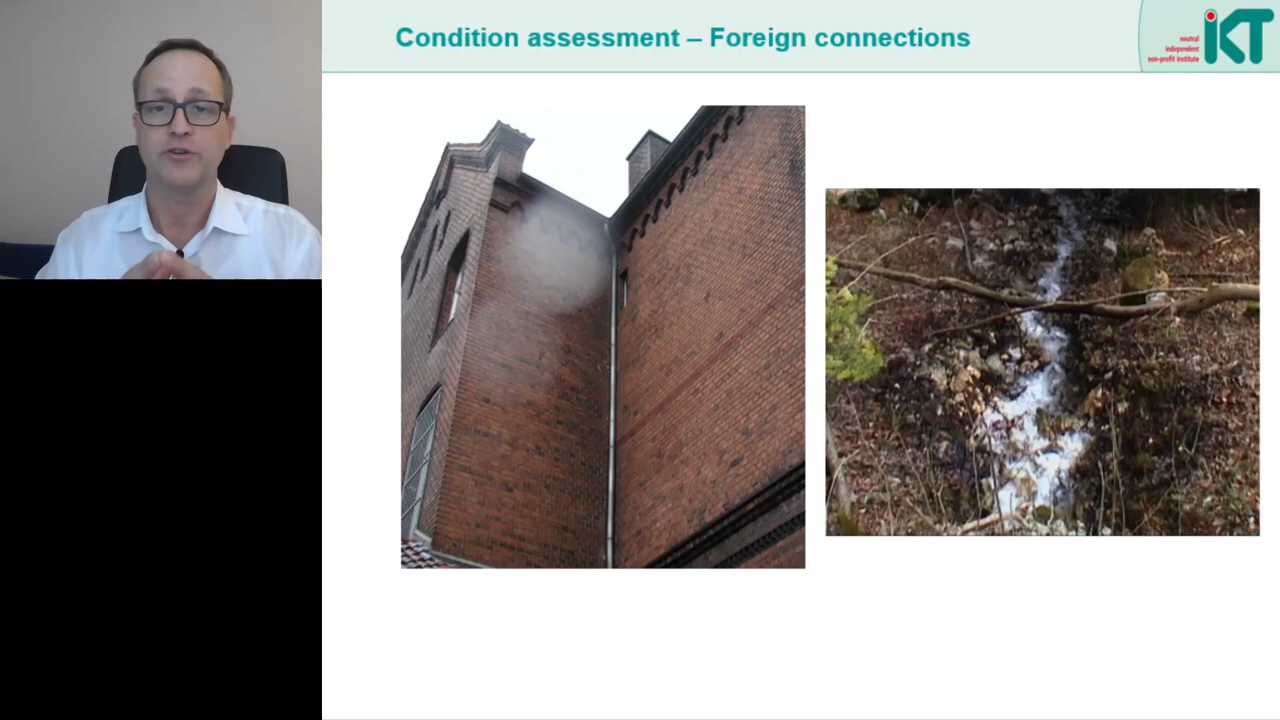 Condition assessment – Foreign connections
neutral
independent
non-profit institute
iKT